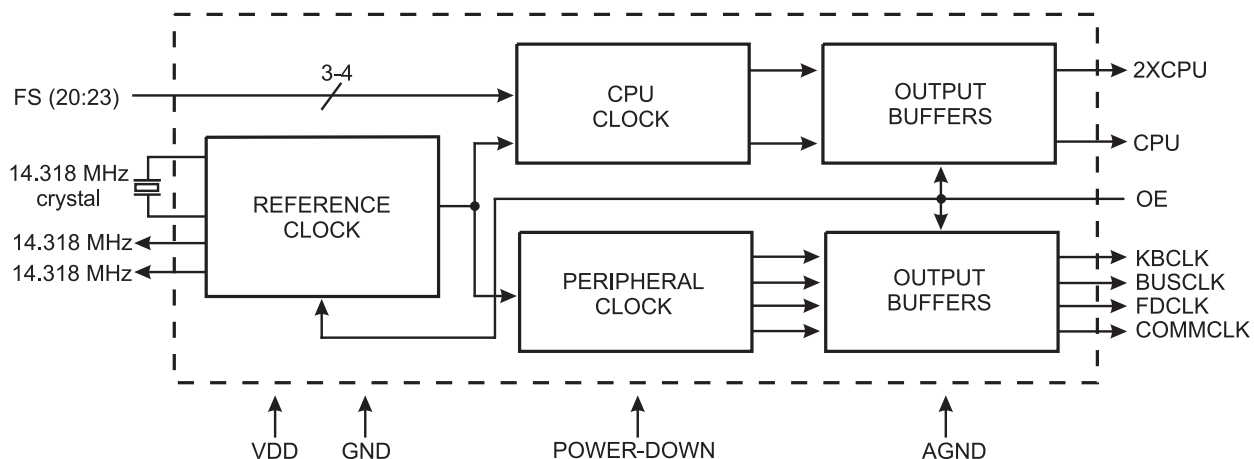 3-4
FS (20:23)
CPU
CLOCK
OUTPUT
BUFFERS
2XCPU
CPU
14.318 MHz
crystal
REFERENCE
CLOCK
OE
14.318 MHz
14.318 MHz
PERIPHERAL
CLOCK
OUTPUT
BUFFERS
KBCLK
BUSCLK
FDCLK
COMMCLK
VDD
GND
POWER-DOWN
AGND